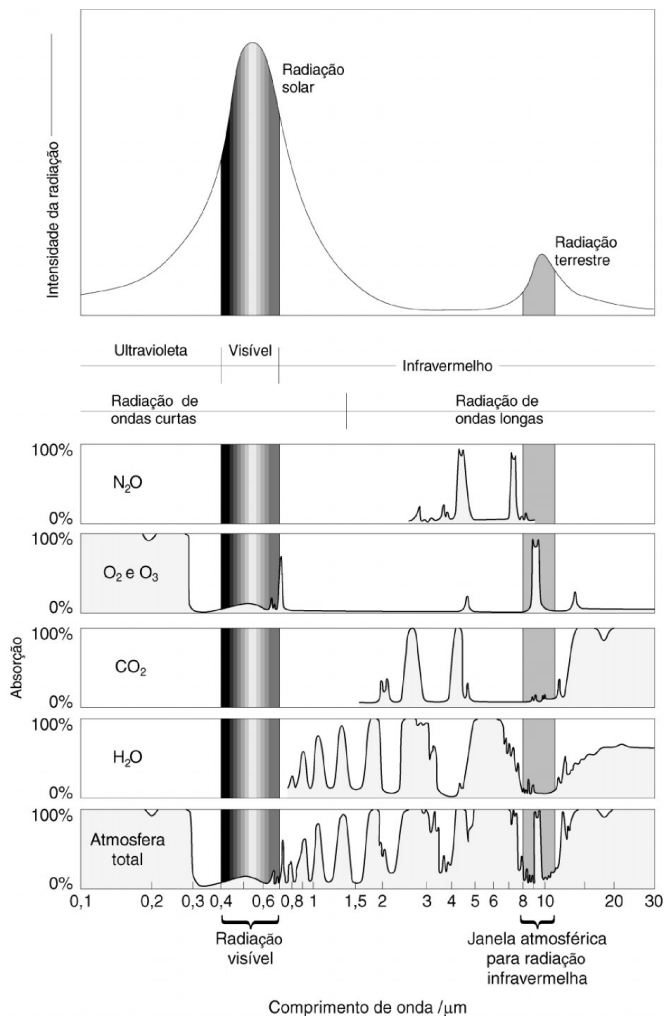 Intensidade da radiação
Radiação
solar
Radiação
terrestre
Ultravioleta
Visível
Infravermelho
Radiação de
ondas curtas
Radiação de
ondas longas
Absorção
100%
N₂O
0%
100%
O₂ e O₃
0%
100%
CO₂
0%
100%
H₂O
0%
100%
Atmosfera
total
0%
0,1 0,2 0,3 0,4 0,6 0,8 1 1,5 2 3 4 5 6 8 10 20 30
Radiação
visível
Janela atmosférica
para radiação
infravermelha
Comprimento de onda /µm